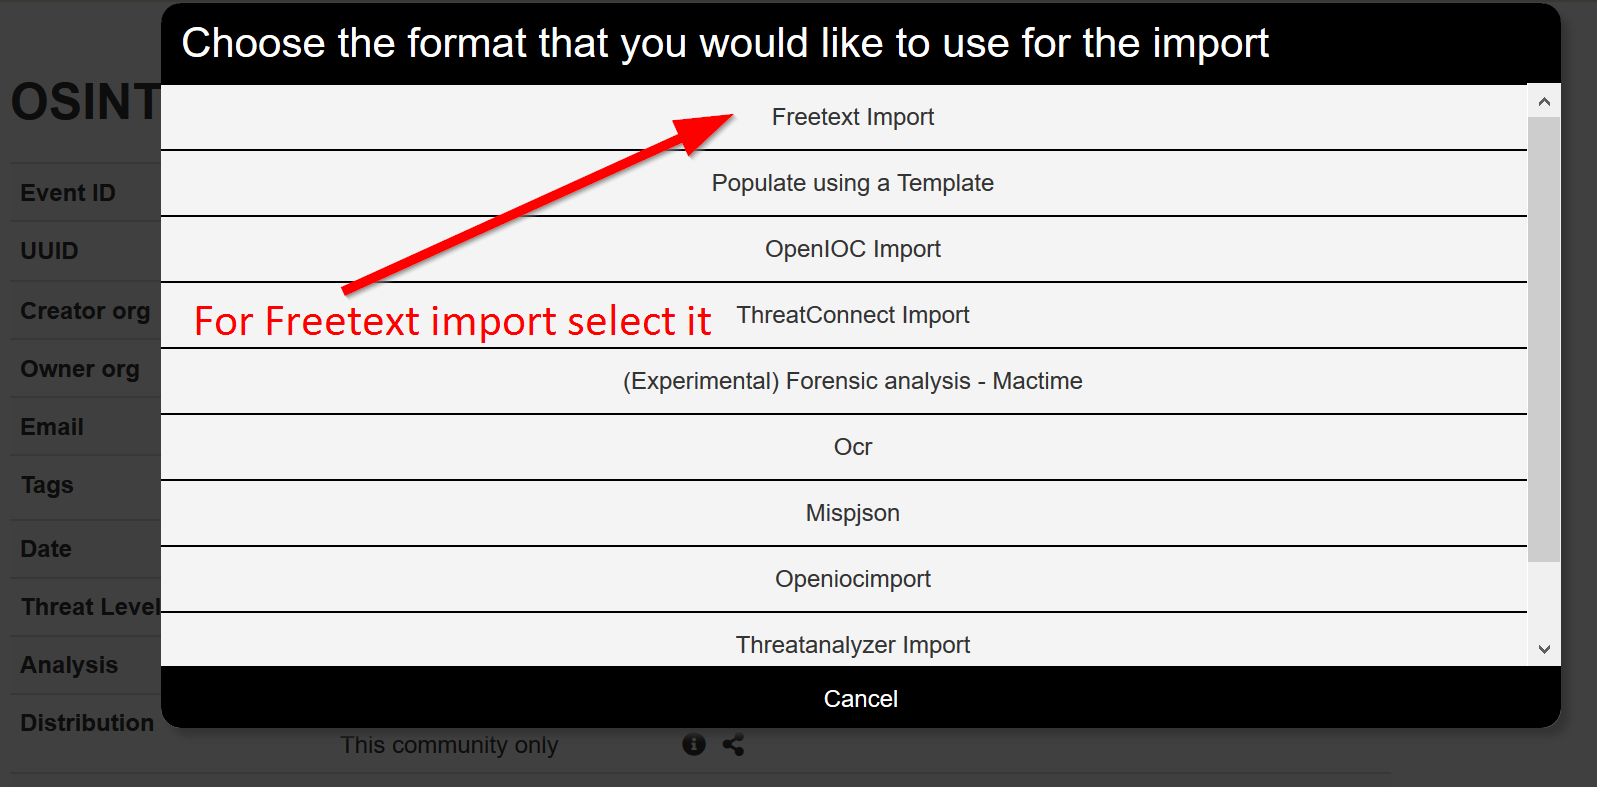 Choose the format that you would like to use for the import
OSINT
Freetext Import
Populate using a Template
Event ID
OpenIOC Import
UUID
For Freetext import select it
ThreatConnect Import
Creator org
Owner org
(Experimental) Forensic analysis - Mactime
Email
Ocr
Tags
Mispjson
Date
Openiocimport
Threat Level
Threatanalyzer Import
Analysis
Cancel
Distribution
This community only